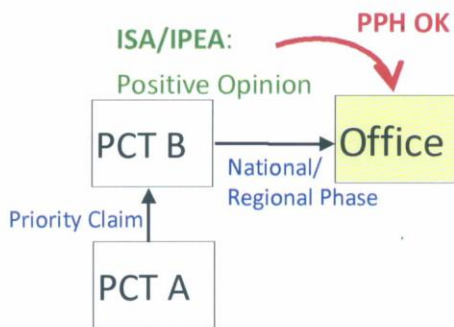 PPH OK
ISA/IPEA:
Positive Opinion
PCT B
Office
National/
Regional Phase
Priority Claim
PCT A